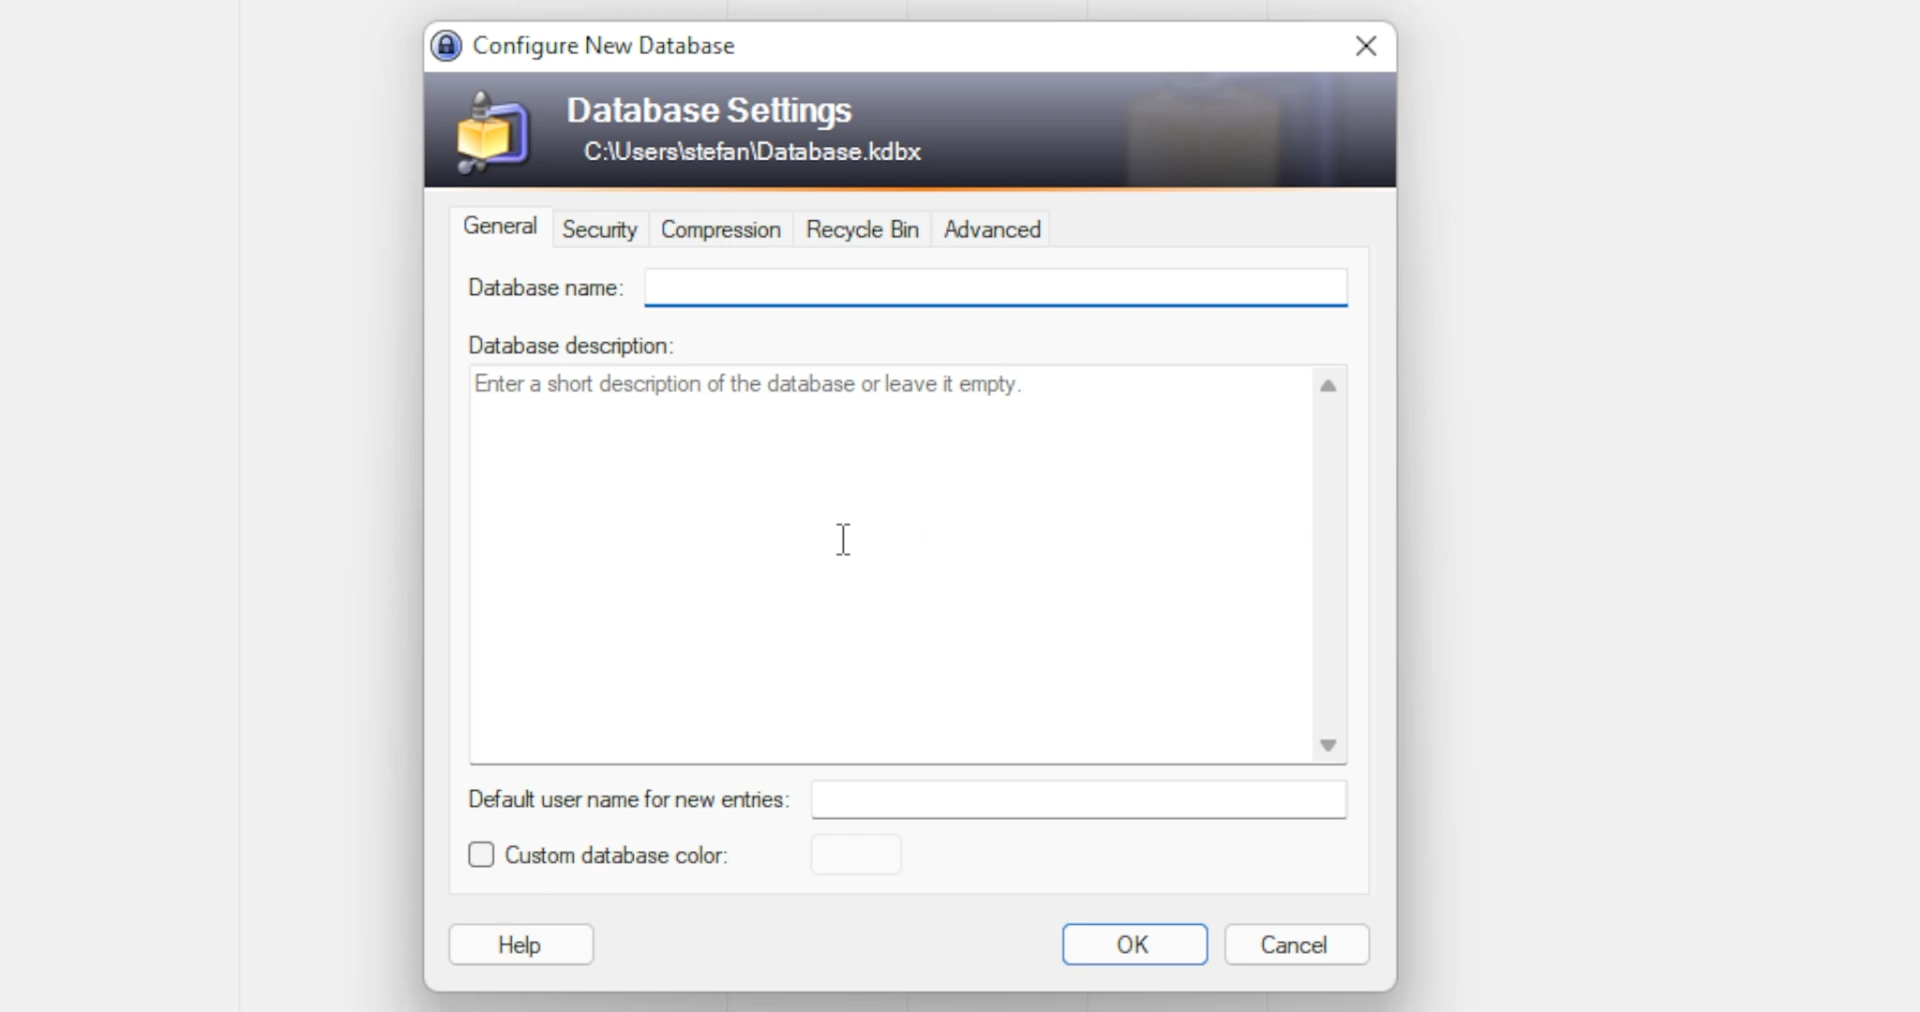 Configure New Database
Database Settings
C:\Users\stefan\Database.kdbx
General Security Compression Recycle Bin Advanced
Database name:
Database description:
Enter a short description of the database or leave it empty.
Default user name for new entries:
Custom database color:
Help OK Cancel